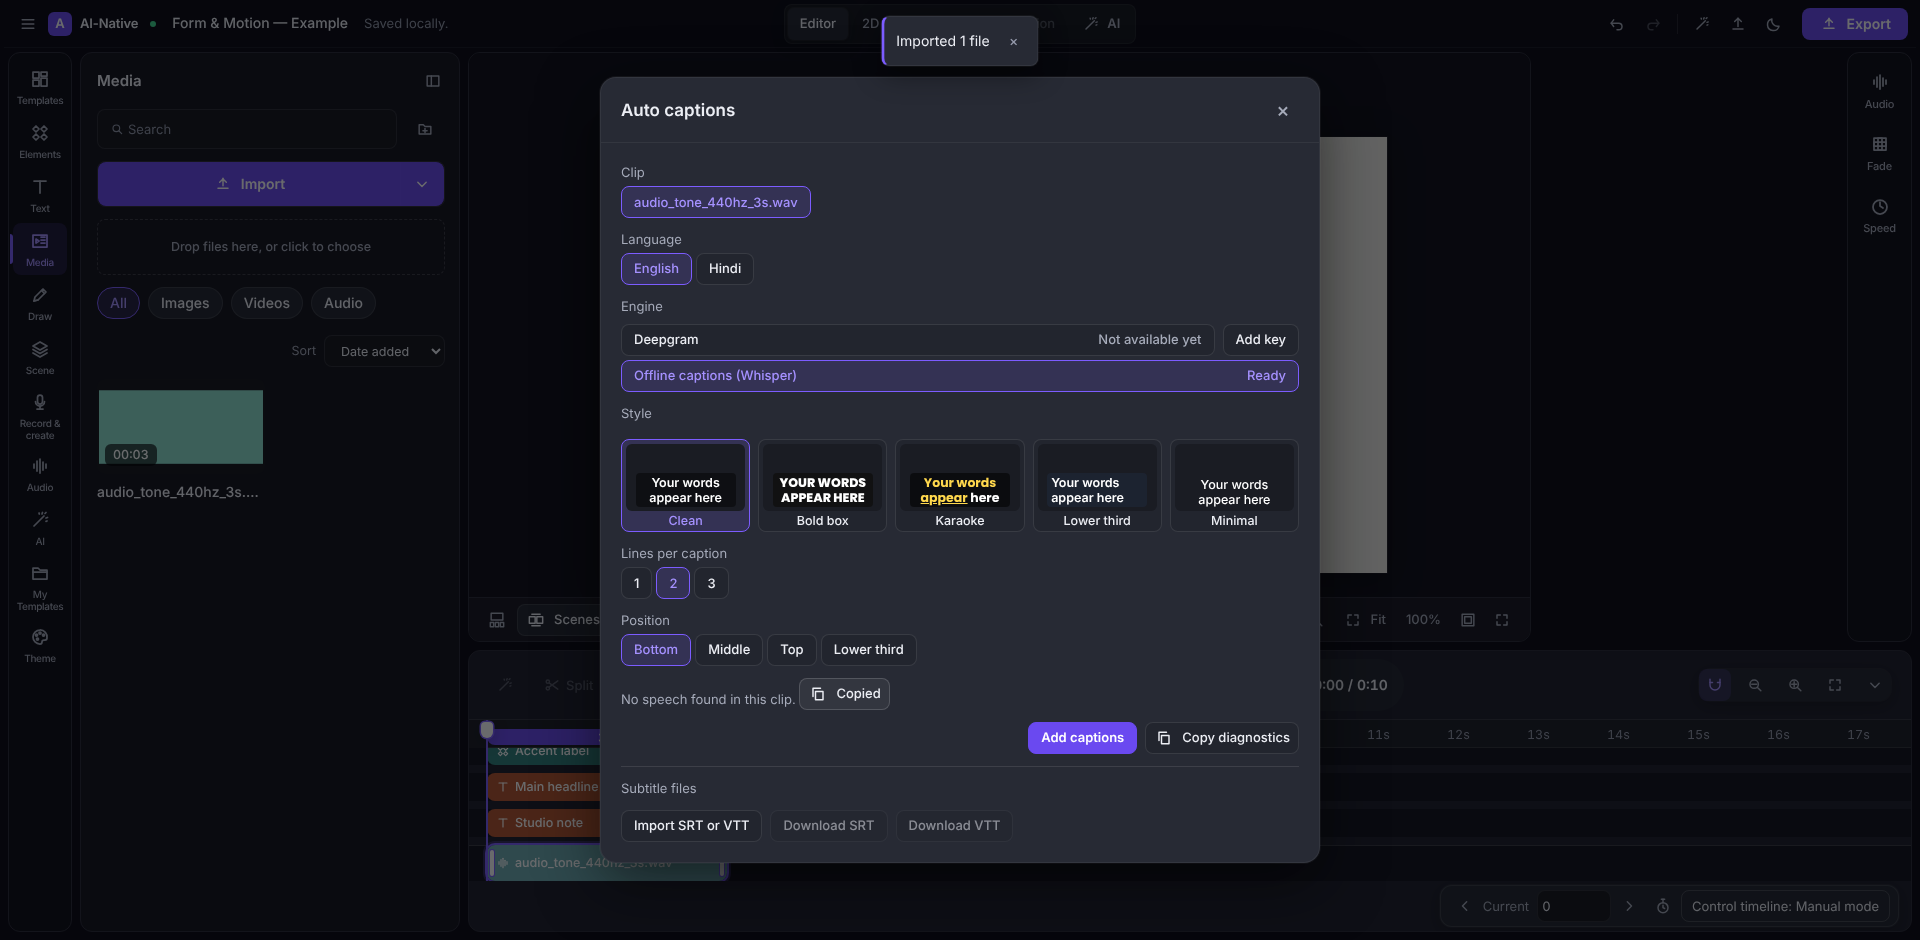 A AI-Native Form & Motion — Example Saved locally.
Editor
2D
AI
Export
Imported 1 file ×
Templates
Elements
Text
Media
Draw
Scene
Record &
create
Audio
AI
My
Templates
Theme
Media
Search
Import
Drop files here, or click to choose
All Images Videos Audio
Sort Date added
00:03
audio_tone_440hz_3s....
Auto captions
Clip
audio_tone_440hz_3s.wav
Language
English Hindi
Engine
Deepgram Not available yet Add key
Offline captions (Whisper) Ready
Style
Your words
appear here
Clean
YOUR WORDS
APPEAR HERE
Bold box
Your words
appear here
Karaoke
Your words
appear here
Lower third
Your words
appear here
Minimal
Lines per caption
1 2 3
Position
Bottom Middle Top Lower third
No speech found in this clip. Copied
Add captions Copy diagnostics
Subtitle files
Import SRT or VTT Download SRT Download VTT
Audio
Fade
Speed
Scenes
Fit 100%
Split
:00 / 0:10
11s 12s 13s 14s 15s 16s 17s
Accent label
Main headline
Studio note
audio_tone_440hz_3s.wav
Current 0
Control timeline: Manual mode